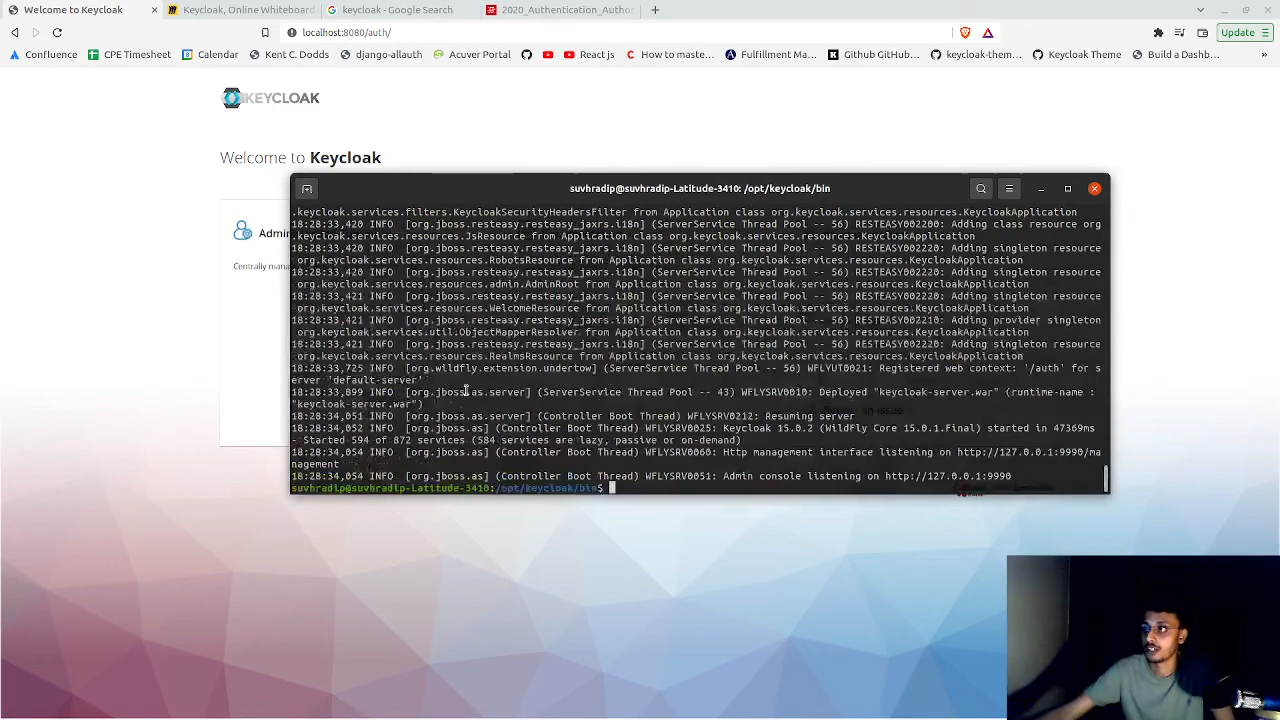 Welcome to Keycloak
Keycloak, Online Whiteboard
keycloak - Google Search
2020_Authentication_Author
localhost:8080/auth/
Update
Confluence
CPE Timesheet
Calendar
Kent C. Dodds
django-allauth
Acuver Portal
React js
How to maste...
Fulfillment Ma...
Github GitHub...
keycloak-them...
Keycloak Theme
Build a Dashb...
KEYCLOAK
Welcome to Keycloak
Admin
Centrally mana
suvhradip@suvhradip-Latitude-3410: /opt/keycloak/bin
.keycloak.services.filters.KeycloakSecurityHeadersFilter from Application class org.keycloak.services.resources.KeycloakApplication
18:28:33,420 INFO  [org.jboss.resteasy.resteasy_jaxrs.i18n] (ServerService Thread Pool -- 56) RESTEASY002200: Adding class resource org
.keycloak.services.resources.JsResource from Application class org.keycloak.services.resources.KeycloakApplication
18:28:33,420 INFO  [org.jboss.resteasy.resteasy_jaxrs.i18n] (ServerService Thread Pool -- 56) RESTEASY002220: Adding singleton resource
org.keycloak.services.resources.RobotsResource from Application class org.keycloak.services.resources.KeycloakApplication
18:28:33,420 INFO  [org.jboss.resteasy.resteasy_jaxrs.i18n] (ServerService Thread Pool -- 56) RESTEASY002220: Adding singleton resource
org.keycloak.services.resources.admin.AdminRoot from Application class org.keycloak.services.resources.KeycloakApplication
18:28:33,421 INFO  [org.jboss.resteasy.resteasy_jaxrs.i18n] (ServerService Thread Pool -- 56) RESTEASY002220: Adding singleton resource
org.keycloak.services.resources.WelcomeResource from Application class org.keycloak.services.resources.KeycloakApplication
18:28:33,421 INFO  [org.jboss.resteasy.resteasy_jaxrs.i18n] (ServerService Thread Pool -- 56) RESTEASY002210: Adding provider singleton
org.keycloak.services.util.ObjectMapperResolver from Application class org.keycloak.services.resources.KeycloakApplication
18:28:33,421 INFO  [org.jboss.resteasy.resteasy_jaxrs.i18n] (ServerService Thread Pool -- 56) RESTEASY002220: Adding singleton resource
org.keycloak.services.resources.RealmsResource from Application class org.keycloak.services.resources.KeycloakApplication
18:28:33,725 INFO  [org.wildfly.extension.undertow] (ServerService Thread Pool -- 56) WFLYUT0021: Registered web context: '/auth' for s
erver 'default-server'
18:28:33,899 INFO  [org.jboss.as.server] (ServerService Thread Pool -- 43) WFLYSRV0010: Deployed "keycloak-server.war" (runtime-name :
"keycloak-server.war")
18:28:34,051 INFO  [org.jboss.as.server] (Controller Boot Thread) WFLYSRV0212: Resuming server
18:28:34,052 INFO  [org.jboss.as] (Controller Boot Thread) WFLYSRV0025: Keycloak 15.0.2 (WildFly Core 15.0.1.Final) started in 47369ms
- Started 594 of 872 services (584 services are lazy, passive or on-demand)
18:28:34,054 INFO  [org.jboss.as] (Controller Boot Thread) WFLYSRV0060: Http management interface listening on http://127.0.0.1:9990/ma
nagement
18:28:34,054 INFO  [org.jboss.as] (Controller Boot Thread) WFLYSRV0051: Admin console listening on http://127.0.0.1:9990
suvhradip@suvhradip-Latitude-3410:/opt/keycloak/bin$